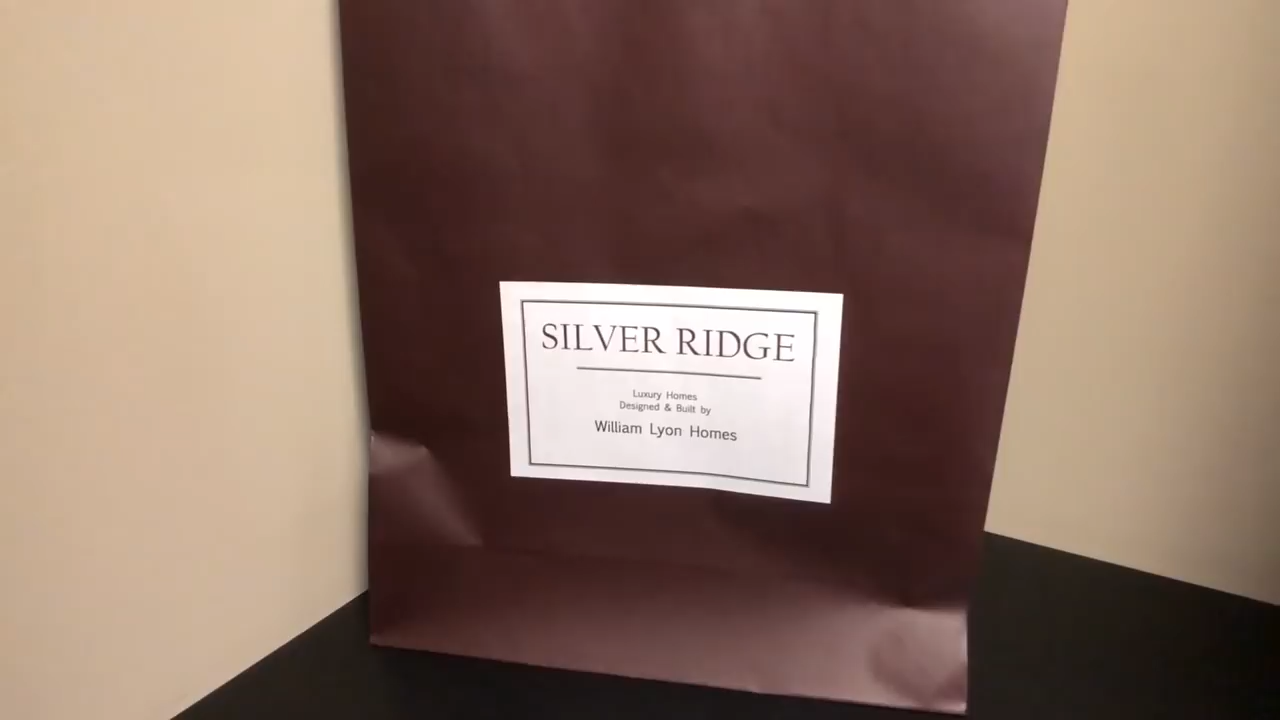 SILVER RIDGE
Luxury Homes
Designed & Built by
William Lyon Homes